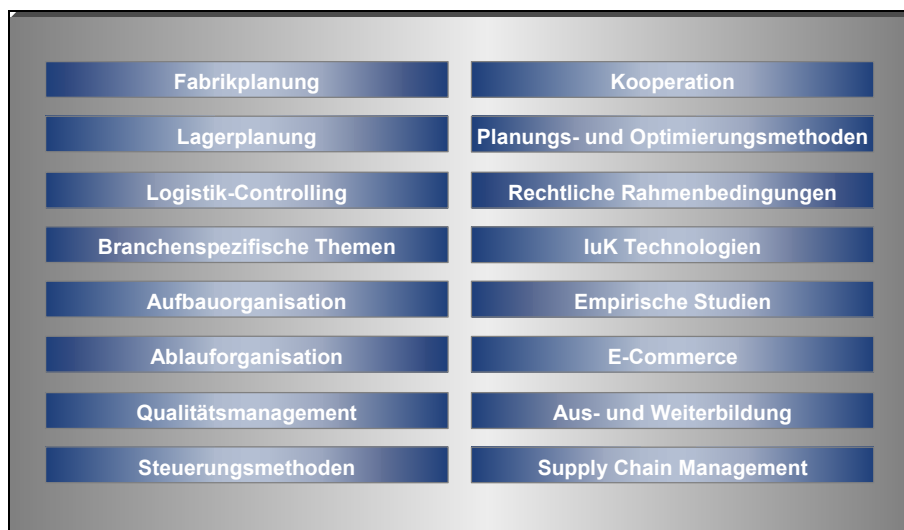 Fabrikplanung
Lagerplanung
Logistik-Controlling
Branchenspezifische Themen
Aufbauorganisation
Ablauforganisation
Qualitätsmanagement
Steuerungsmethoden
Kooperation
Planungs- und Optimierungsmethoden
Rechtliche Rahmenbedingungen
IuK Technologien
Empirische Studien
E-Commerce
Aus- und Weiterbildung
Supply Chain Management